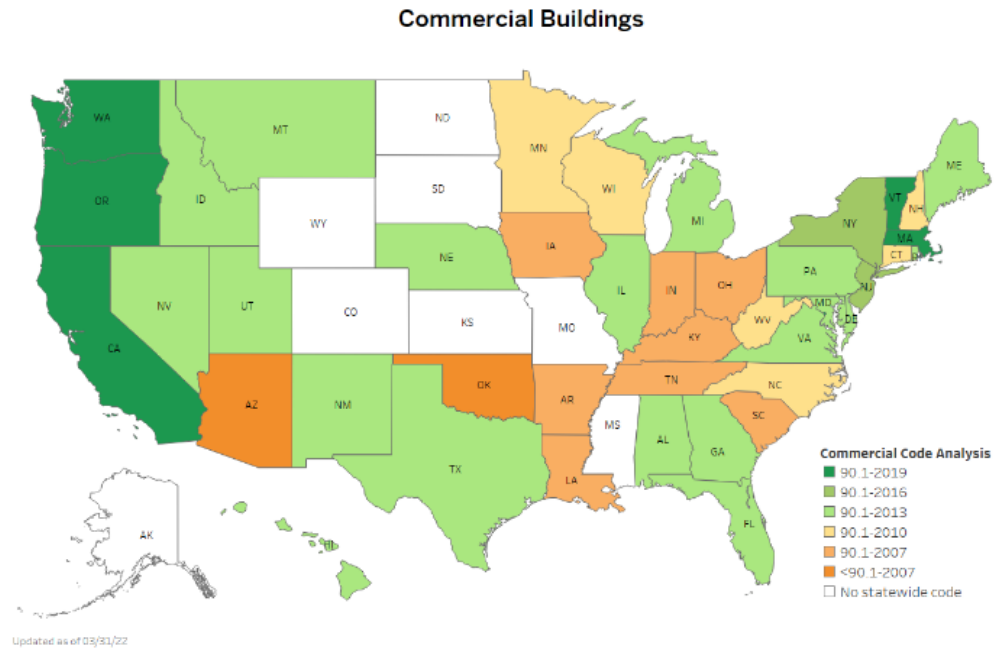 Commercial Buildings
WA
MT
ND
MN
ME
OR
ID
SD
WI
VT
NH
WY
MI
NY
MA
CT
RI
NV
UT
NE
IA
PA
NJ
CO
IL
IN
OH
MD
DE
CA
KS
MO
KY
WV
VA
AZ
NM
OK
AR
TN
NC
MS
AL
GA
SC
TX
LA
FL
AK
HI
Commercial Code Analysis
90.1-2019
90.1-2016
90.1-2013
90.1-2010
90.1-2007
<90.1-2007
No statewide code
Updated as of 03/31/22